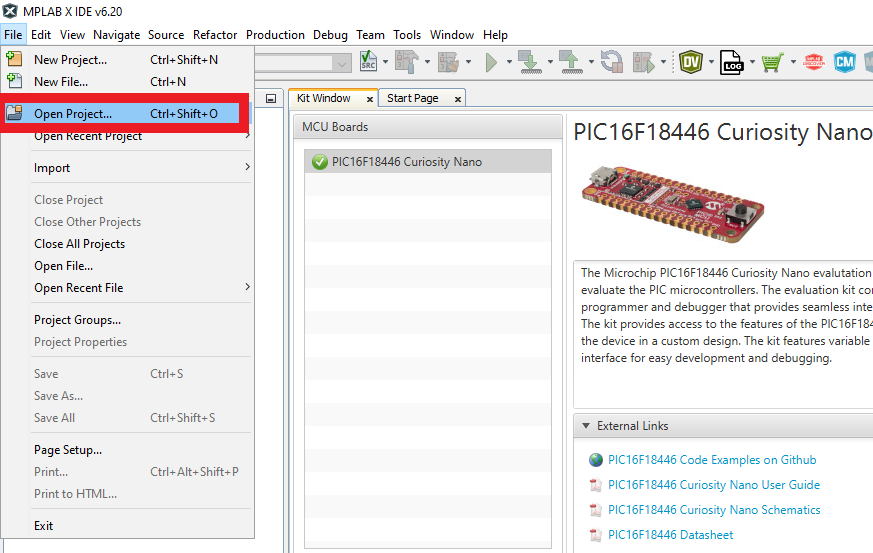 MPLAB X IDE v6.20
File Edit View Navigate Source Refactor Production Debug Team Tools Window Help
New Project... Ctrl+Shift+N
New File... Ctrl+N
Open Project... Ctrl+Shift+O
Open Recent Project
Import
Close Project
Close Other Projects
Close All Projects
Open File...
Open Recent File
Project Groups...
Project Properties
Save Ctrl+S
Save As...
Save All Ctrl+Shift+S
Page Setup...
Print... Ctrl+Alt+Shift+P
Print to HTML...
Exit
SRC
DV
LOG
CM
Kit Window x
Start Page x
MCU Boards
PIC16F18446 Curiosity Nano
PIC16F18446 Curiosity Nano
The Microchip PIC16F18446 Curiosity Nano evalutation
evaluate the PIC microcontrollers. The evaluation kit con
programmer and debugger that provides seamless inte
The kit provides access to the features of the PIC16F184
the device in a custom design. The kit features variable
interface for easy development and debugging.
External Links
PIC16F18446 Code Examples on Github
PIC16F18446 Curiosity Nano User Guide
PIC16F18446 Curiosity Nano Schematics
PIC16F18446 Datasheet